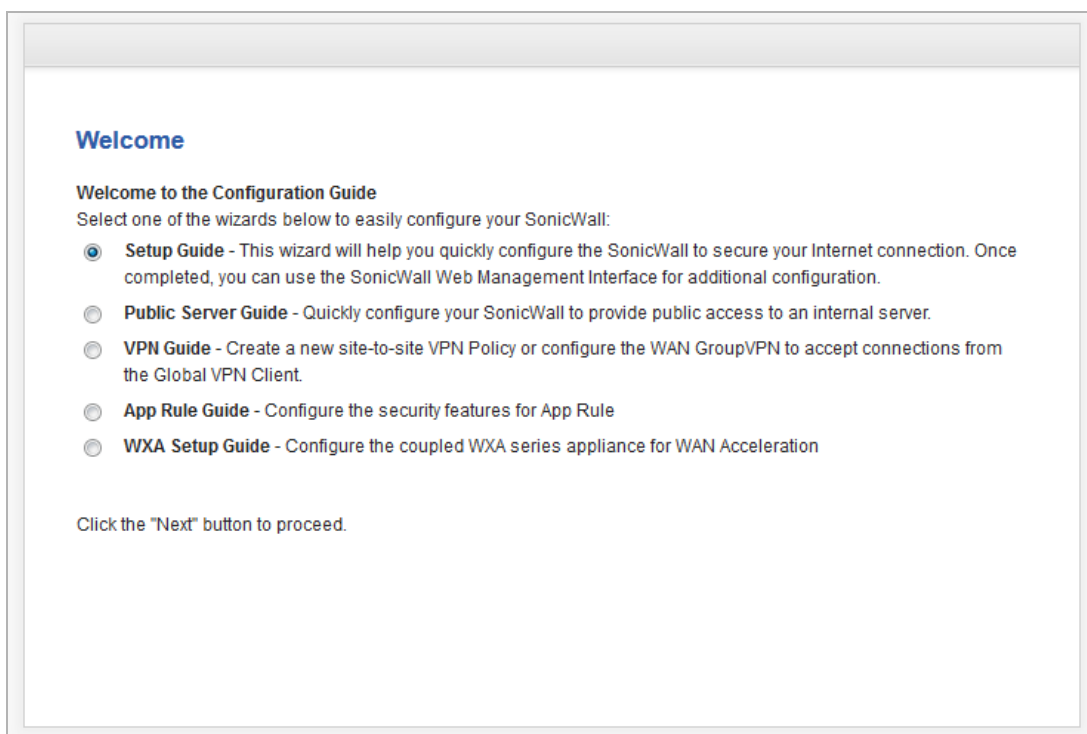 Welcome
Welcome to the Configuration Guide
Select one of the wizards below to easily configure your SonicWall:
Setup Guide - This wizard will help you quickly configure the SonicWall to secure your Internet connection. Once
completed, you can use the SonicWall Web Management Interface for additional configuration.
Public Server Guide - Quickly configure your SonicWall to provide public access to an internal server.
VPN Guide - Create a new site-to-site VPN Policy or configure the WAN GroupVPN to accept connections from
the Global VPN Client.
App Rule Guide - Configure the security features for App Rule
WXA Setup Guide - Configure the coupled WXA series appliance for WAN Acceleration
Click the "Next" button to proceed.